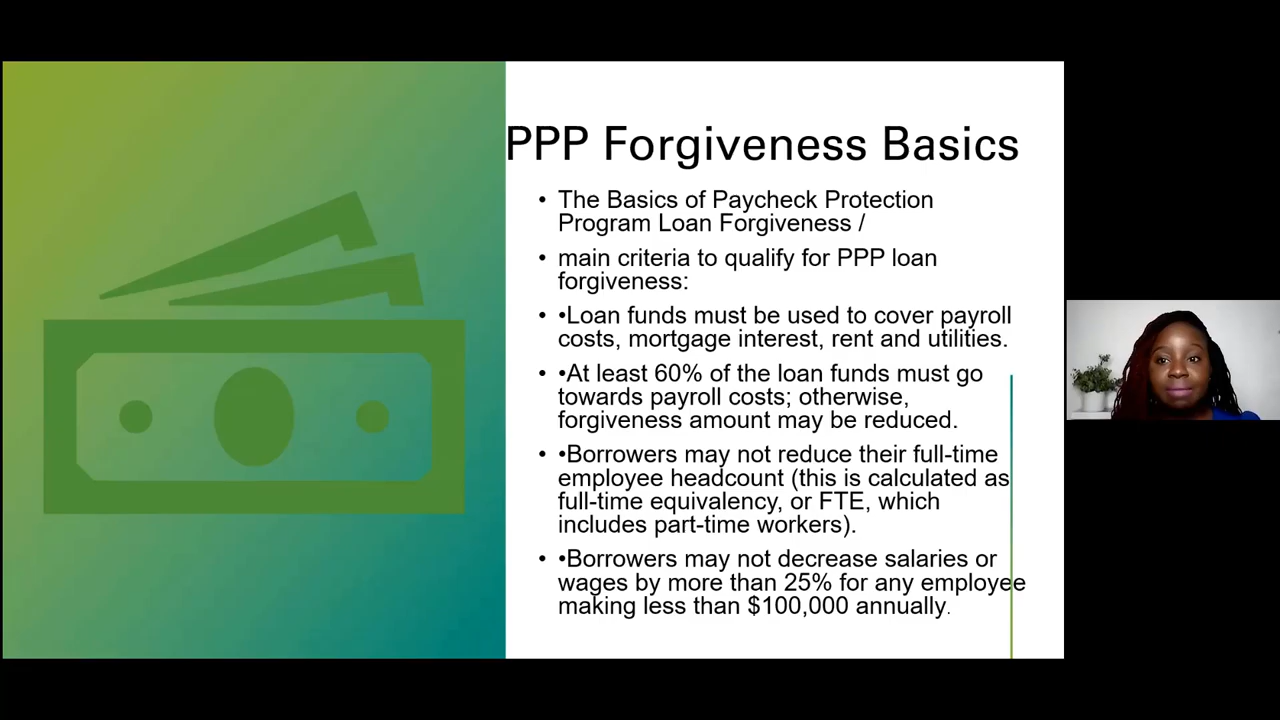 PPP Forgiveness Basics
• The Basics of Paycheck Protection
Program Loan Forgiveness /
• main criteria to qualify for PPP loan
forgiveness:
• •Loan funds must be used to cover payroll
costs, mortgage interest, rent and utilities.
• •At least 60% of the loan funds must go
towards payroll costs; otherwise,
forgiveness amount may be reduced.
• •Borrowers may not reduce their full-time
employee headcount (this is calculated as
full-time equivalency, or FTE, which
includes part-time workers).
• •Borrowers may not decrease salaries or
wages by more than 25% for any employee
making less than $100,000 annually.